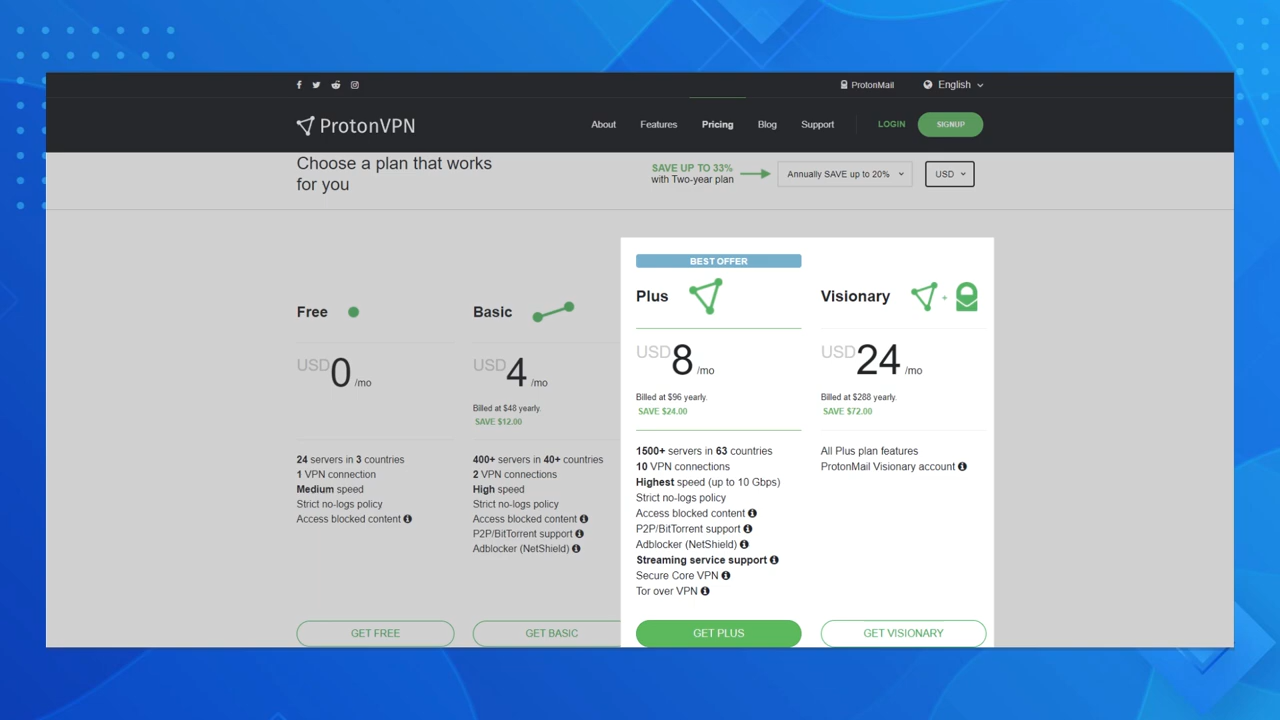 ProtonMail
English
ProtonVPN
About
Features
Pricing
Blog
Support
LOGIN
SIGNUP
Choose a plan that works
for you
SAVE UP TO 33%
with Two-year plan
Annually SAVE up to 20%
USD
Free
USD 0 /mo
24 servers in 3 countries
1 VPN connection
Medium speed
Strict no-logs policy
Access blocked content
GET FREE
Basic
USD 4 /mo
Billed at $48 yearly.
SAVE $12.00
400+ servers in 40+ countries
2 VPN connections
High speed
Strict no-logs policy
Access blocked content
P2P/BitTorrent support
Adblocker (NetShield)
GET BASIC
BEST OFFER
Plus
USD 8 /mo
Billed at $96 yearly.
SAVE $24.00
1500+ servers in 63 countries
10 VPN connections
Highest speed (up to 10 Gbps)
Strict no-logs policy
Access blocked content
P2P/BitTorrent support
Adblocker (NetShield)
Streaming service support
Secure Core VPN
Tor over VPN
GET PLUS
Visionary
USD 24 /mo
Billed at $288 yearly.
SAVE $72.00
All Plus plan features
ProtonMail Visionary account
GET VISIONARY